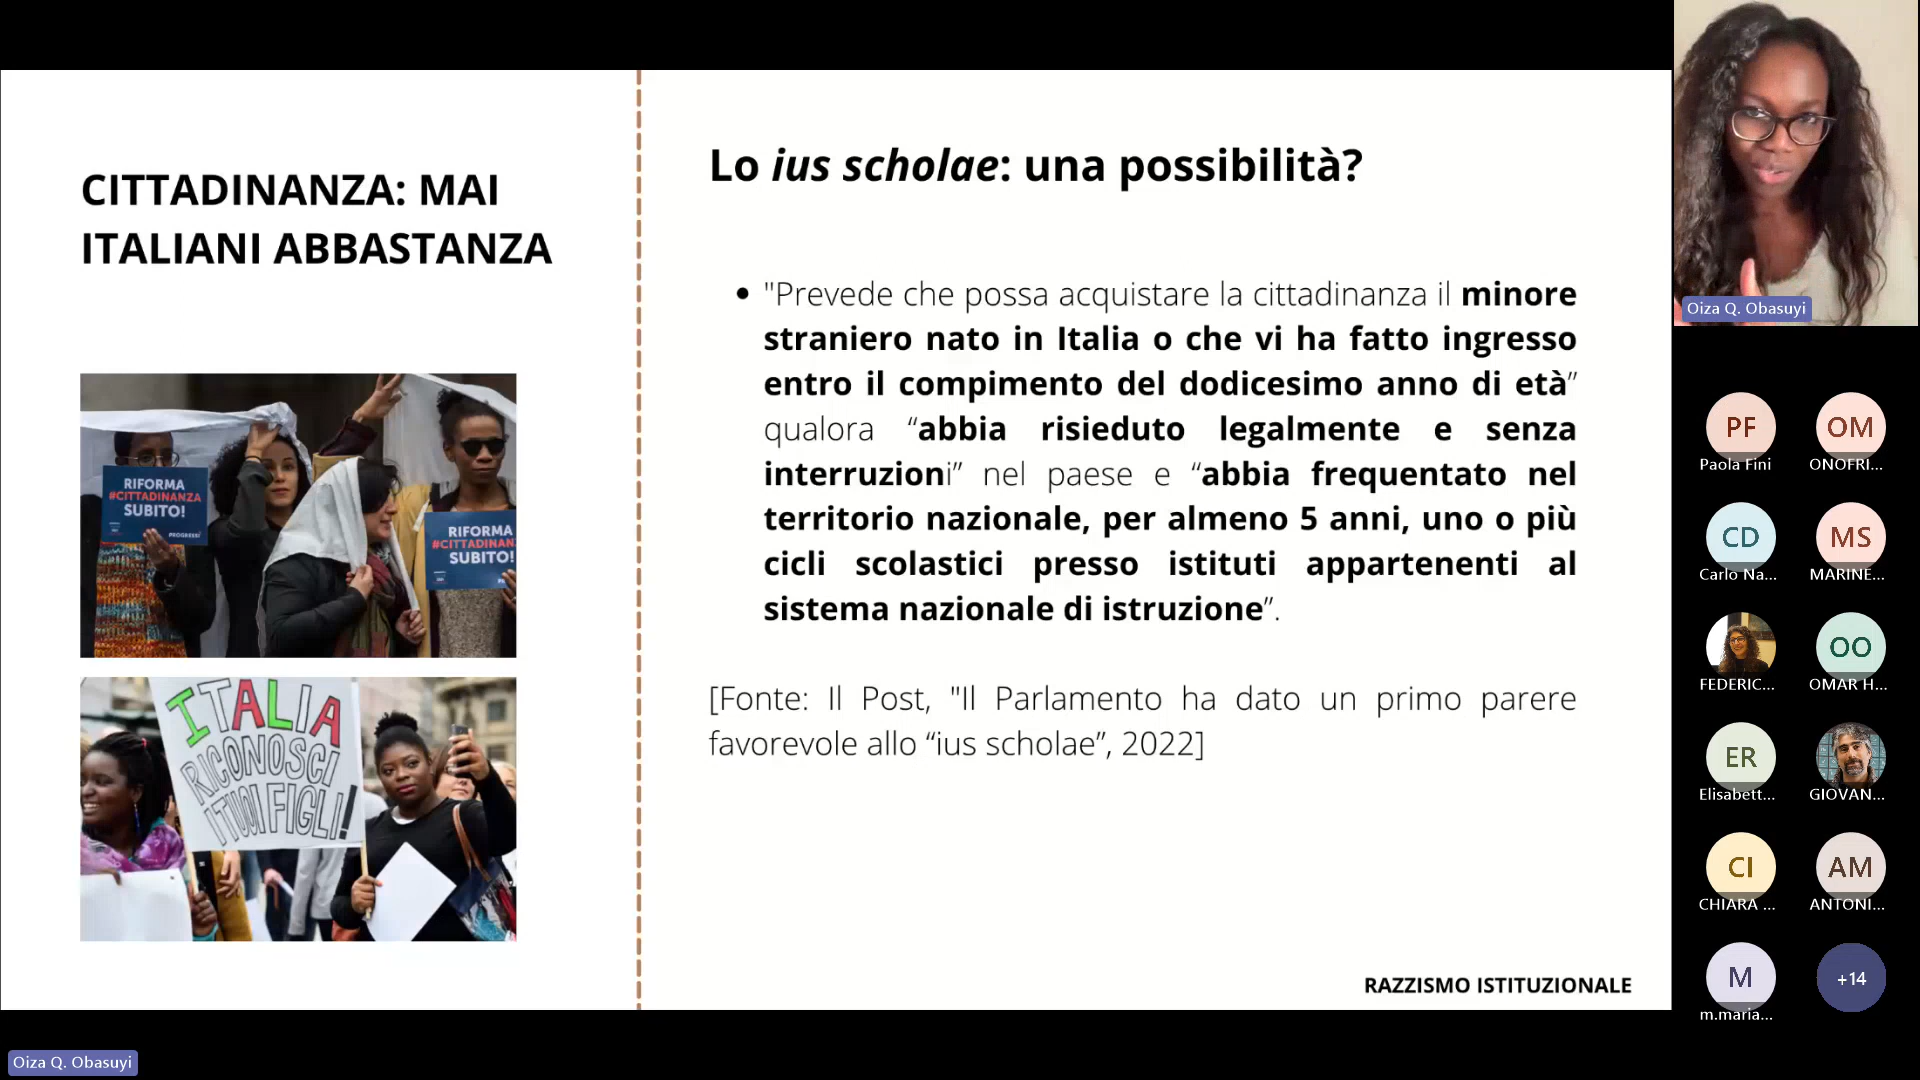 CITTADINANZA: MAI
ITALIANI ABBASTANZA
RIFORMA
#CITTADINANZA
SUBITO!
RIFORMA
#CITTADINAN
SUBITO!
ITALIA
RICONOSCI
I TUOI FIGLI!
Lo ius scholae: una possibilità?
• "Prevede che possa acquistare la cittadinanza il minore
straniero nato in Italia o che vi ha fatto ingresso
entro il compimento del dodicesimo anno di età”
qualora “abbia risieduto legalmente e senza
interruzioni” nel paese e “abbia frequentato nel
territorio nazionale, per almeno 5 anni, uno o più
cicli scolastici presso istituti appartenenti al
sistema nazionale di istruzione”.
[Fonte: Il Post, "Il Parlamento ha dato un primo parere
favorevole allo “ius scholae”, 2022]
RAZZISMO ISTITUZIONALE
Oiza Q. Obasuyi
PF
Paola Fini
OM
ONOFRI...
CD
Carlo Na...
MS
MARINE...
FEDERIC...
OO
OMAR H...
ER
Elisabett...
GIOVAN...
CI
CHIARA ...
AM
ANTONI...
M
m.maria...
+14
Oiza Q. Obasuyi